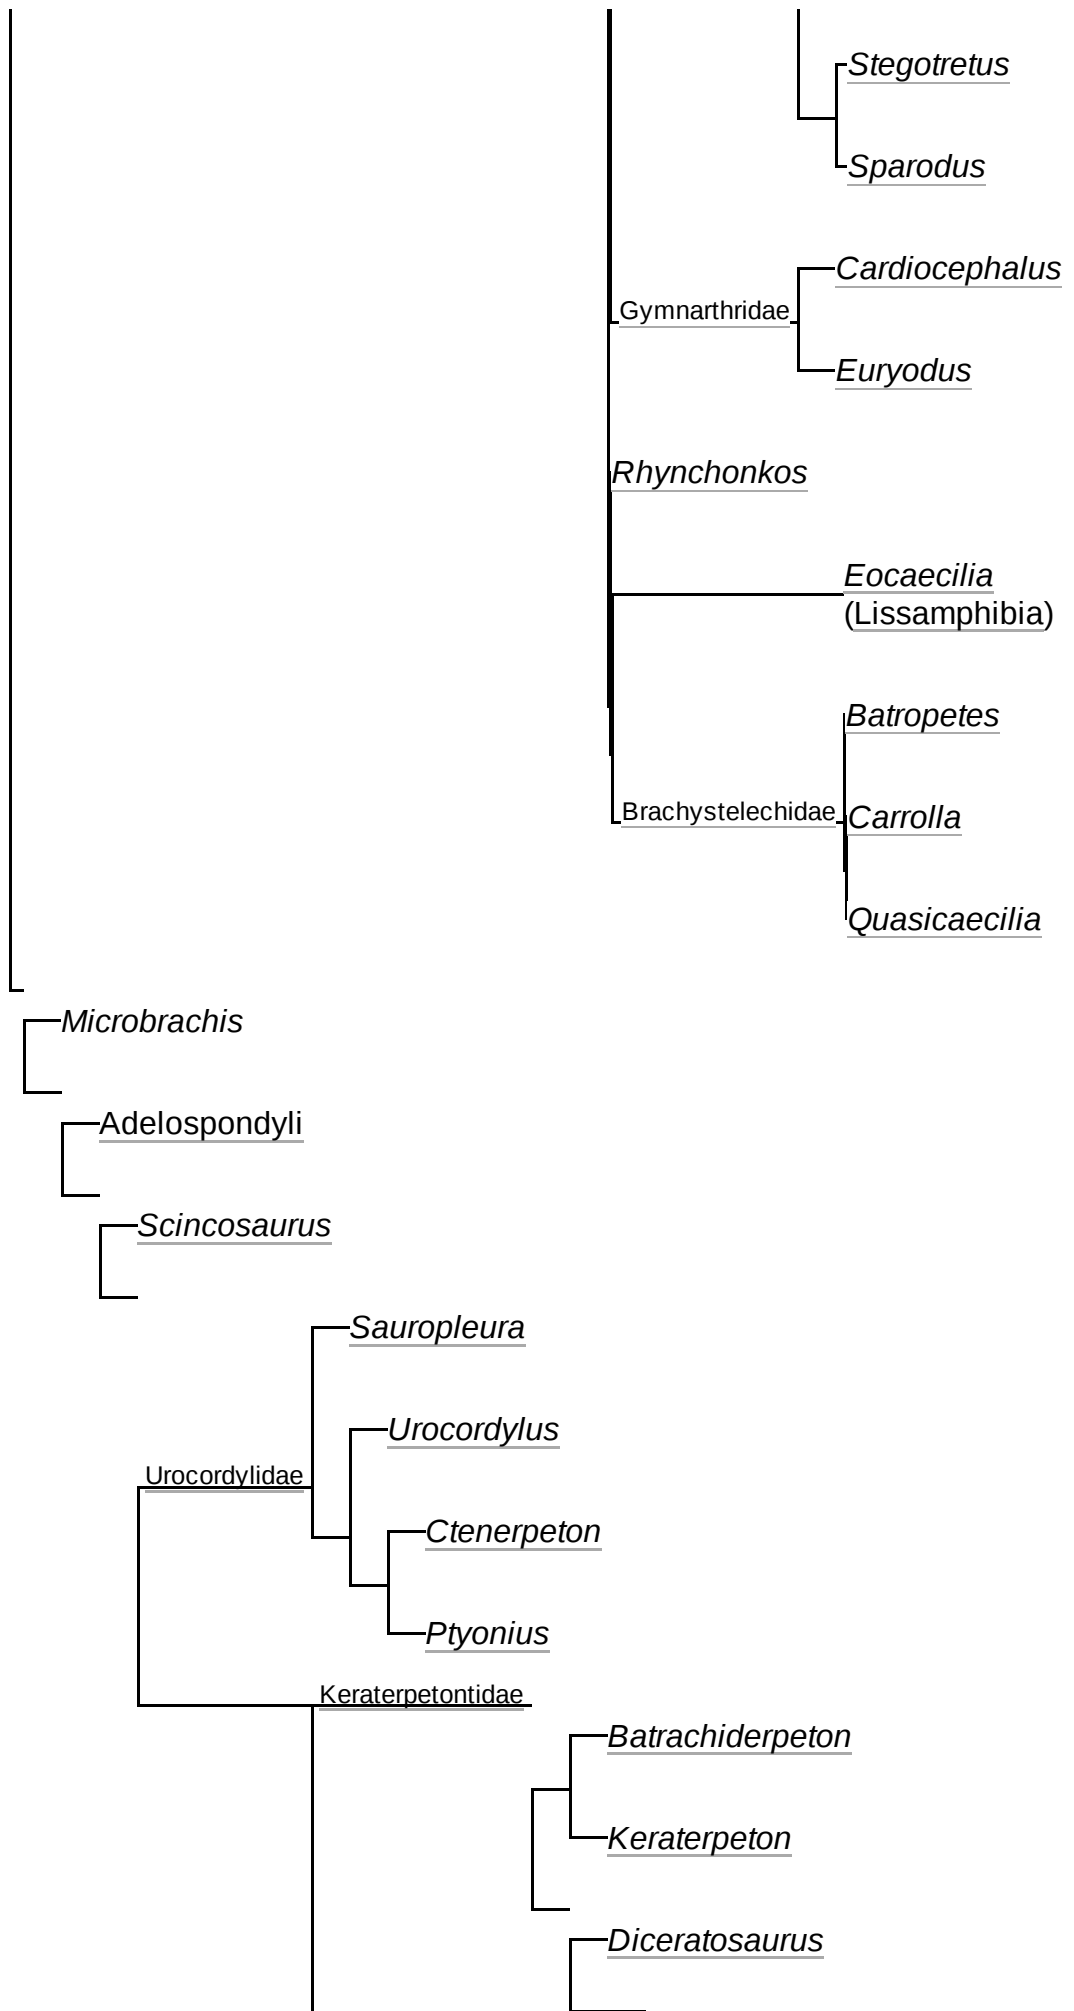 Stegotretus
Sparodus
Cardiocephalus
Gymnarthridae
Euryodus
Rhynchonkos
Eocaecilia
(Lissamphibia)
Batropetes
Brachystelechidae
Carrolla
Quasicaecilia
Microbrachis
Adelospondyli
Scincosaurus
Sauropleura
Urocordylus
Urocordylidae
Ctenerpeton
Ptyonius
Keraterpetontidae
Batrachiderpeton
Keraterpeton
Diceratosaurus